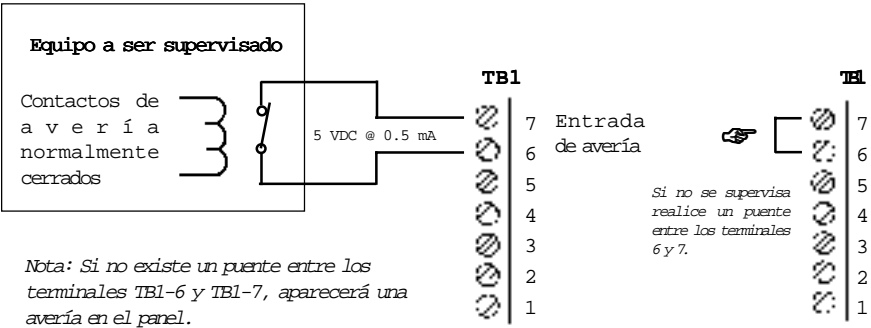 Equipo a ser supervisado
Contactos de
avería
normalmente
cerrados
5 VDC @ 0.5 mA
TB1
7
6
5
4
3
2
1
Entrada
de avería
Nota: Si no existe un puente entre los
terminales TB1-6 y TB1-7, aparecerá una
avería en el panel.
TB1
7
6
5
4
3
2
1
Si no se supervisa
realice un puente
entre los terminales
6 y 7.